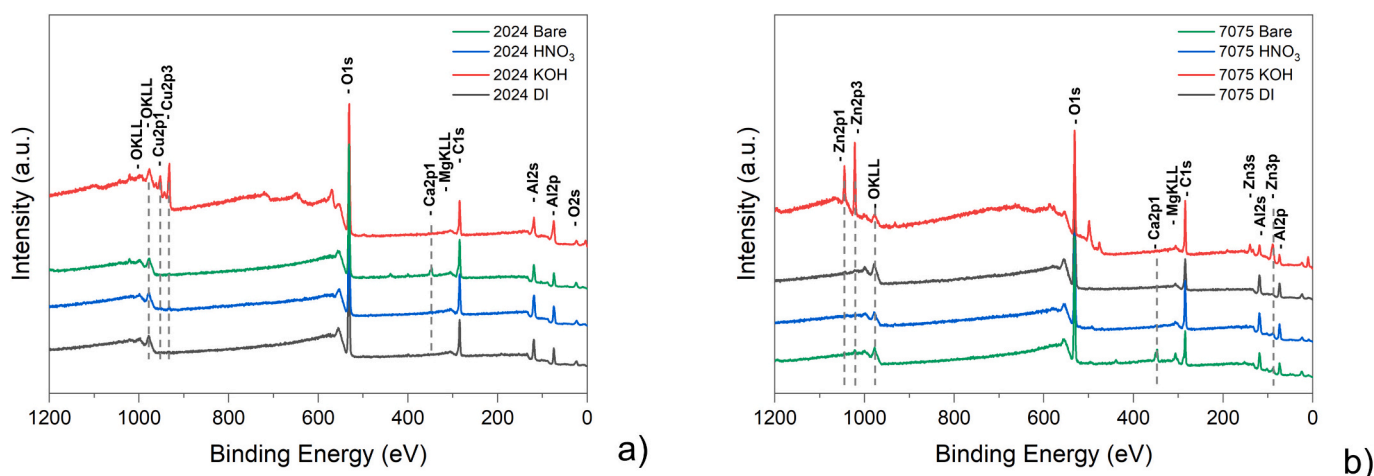 2024 Bare
2024 HNO₃
2024 KOH
2024 DI
- OKLL
- OKLL
- Cu2p1
- Cu2p3
- O1s
- Ca2p1
- MgKLL
- C1s
- Al2s
Al2p
- O2s
Intensity (a.u.)
1200 1000 800 600 400 200 0
Binding Energy (eV)
a)
7075 Bare
7075 HNO₃
7075 KOH
7075 DI
- Zn2p1
- Zn2p3
OKLL
- O1s
Ca2p1
- MgKLL
- C1s
- Zn3s
- Al2s
Zn3p
- Al2p
Intensity (a.u.)
1200 1000 800 600 400 200 0
Binding Energy (eV)
b)